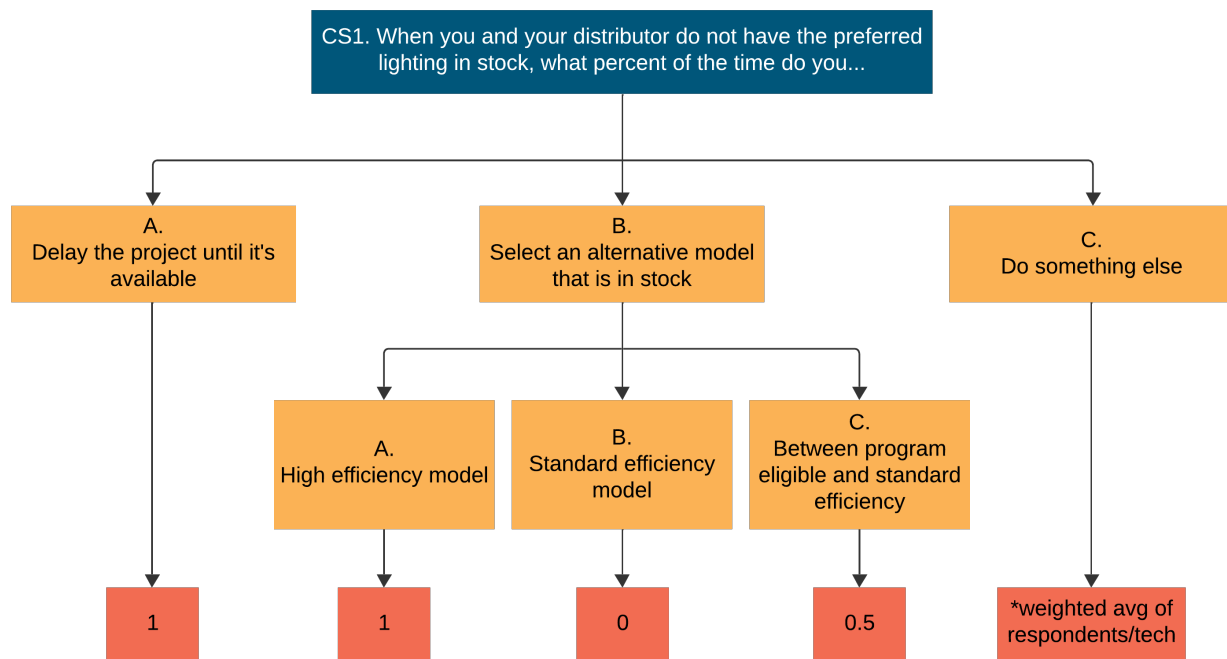 CS1. When you and your distributor do not have the preferred
lighting in stock, what percent of the time do you...
A.
Delay the project until it's
available
B.
Select an alternative model
that is in stock
C.
Do something else
A.
High efficiency model
B.
Standard efficiency
model
C.
Between program
eligible and standard
efficiency
1
1
0
0.5
*weighted avg of
respondents/tech